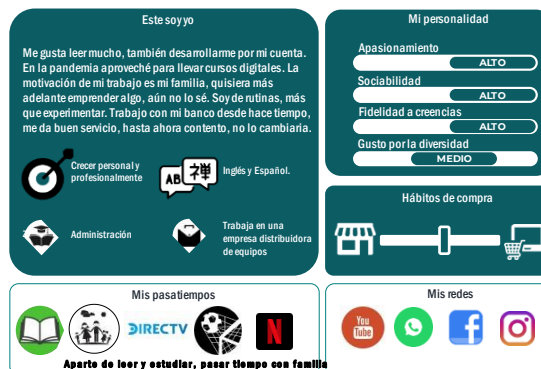 Este soy yo
Me gusta leer mucho, también desarrollarme por mi cuenta.
En la pandemia aproveché para llevar cursos digitales. La
motivación de mi trabajo es mi familia, quisiera más
adelante emprender algo, aún no lo sé. Soy de rutinas, más
que experimentar. Trabajo con mi banco desde hace tiempo,
me da buen servicio, hasta ahora contento, no lo cambiaría.
Crecer personal y
profesionalmente
AB
禅
Inglés y Español.
Administración
Trabaja en una
empresa distribuidora
de equipos
Mi personalidad
Apasionamiento
ALTO
Sociabilidad
ALTO
Fidelidad a creencias
ALTO
Gusto por la diversidad
MEDIO
Hábitos de compra
Mis pasatiempos
DIRECTV
N
Aparte de leer y estudiar, pasar tiempo con familia
Mis redes
You
Tube
f